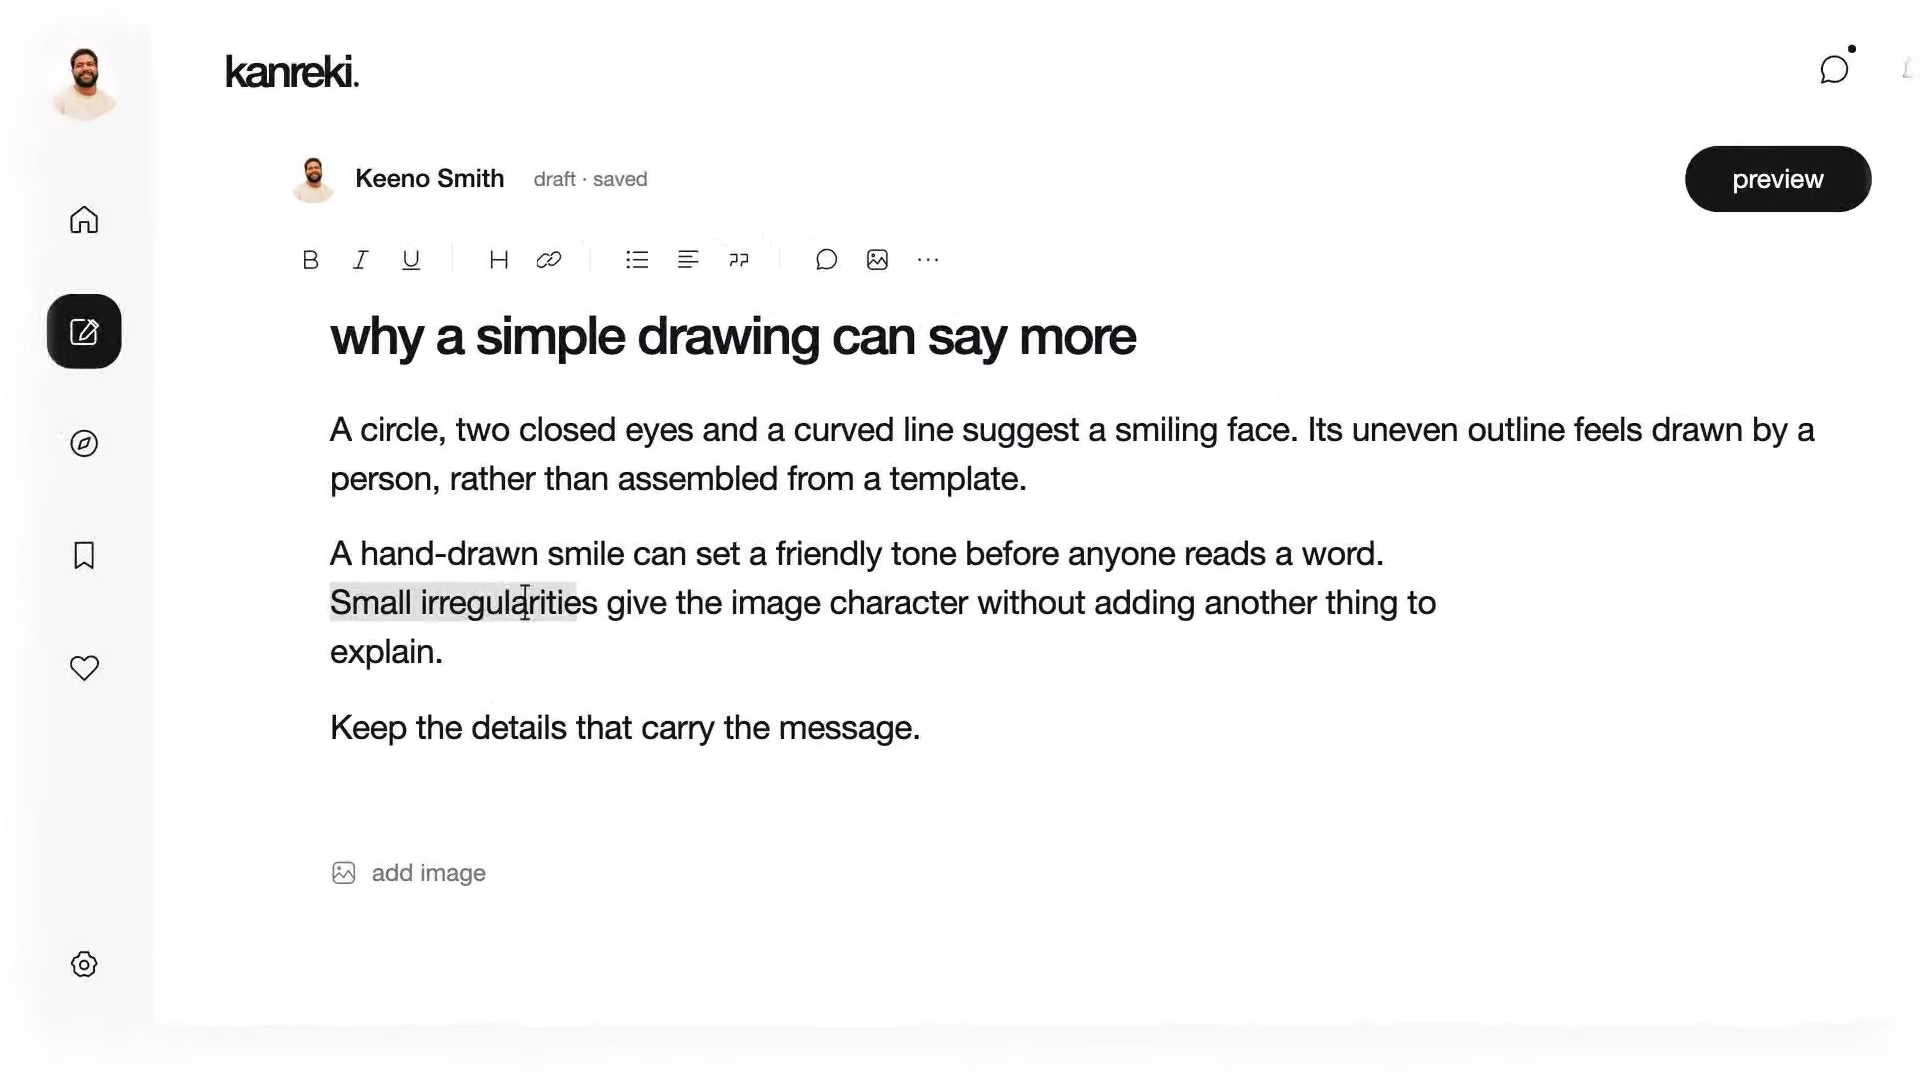 kanreki.
Keeno Smith draft · saved
preview
B I U H
why a simple drawing can say more
A circle, two closed eyes and a curved line suggest a smiling face. Its uneven outline feels drawn by a
person, rather than assembled from a template.
A hand-drawn smile can set a friendly tone before anyone reads a word.
Small irregularities give the image character without adding another thing to
explain.
Keep the details that carry the message.
add image